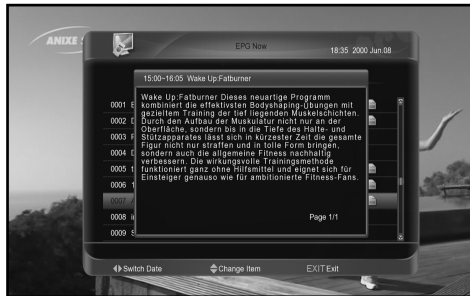 ANIXE
EPG Now
18:35 2000 Jun.08
15:00~16:05 Wake Up:Fatburner
Wake Up:Fatburner Dieses neuartige Programm
kombiniert die effektivsten Bodyshaping-Übungen mit
gezieltem Training der tief liegenden Muskelschichten.
Durch den Aufbau der Muskulatur nicht nur an der
Oberfläche, sondern bis in die Tiefe des Halte- und
Stützapparates lässt sich in kürzester Zeit die gesamte
Figur nicht nur straffen und in tolle Form bringen,
sondern auch die allgemeine Fitness nachhaltig
verbessern. Die wirkungsvolle Trainingsmethode
funktioniert ganz ohne Hilfsmittel und eignet sich für
Einsteiger genauso wie für ambitionierte Fitness-Fans.
Page 1/1
0001
0002
0003
0004
0005
0006
0007
0008
0009
Switch Date Change Item EXIT Exit